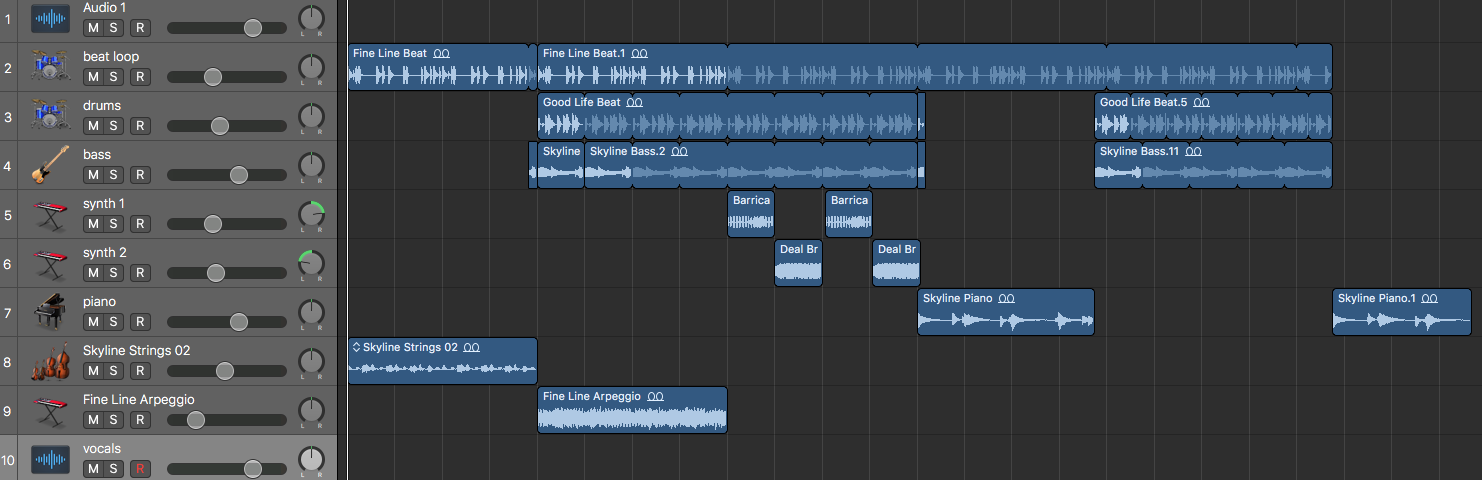 1 Audio 1
M S R
L R
2 beat loop Fine Line Beat Fine Line Beat.1
M S R
L R
3 drums Good Life Beat Good Life Beat.5
M S R
L R
4 bass Skyline Skyline Bass.2 Skyline Bass.11
M S R
L R
5 synth 1 Barrica Barrica
M S R
L R
6 synth 2 Deal Br Deal Br
M S R
L R
7 piano Skyline Piano Skyline Piano.1
M S R
L R
8 Skyline Strings 02 Skyline Strings 02
M S R
L R
9 Fine Line Arpeggio Fine Line Arpeggio
M S R
L R
10 vocals
M S R
L R